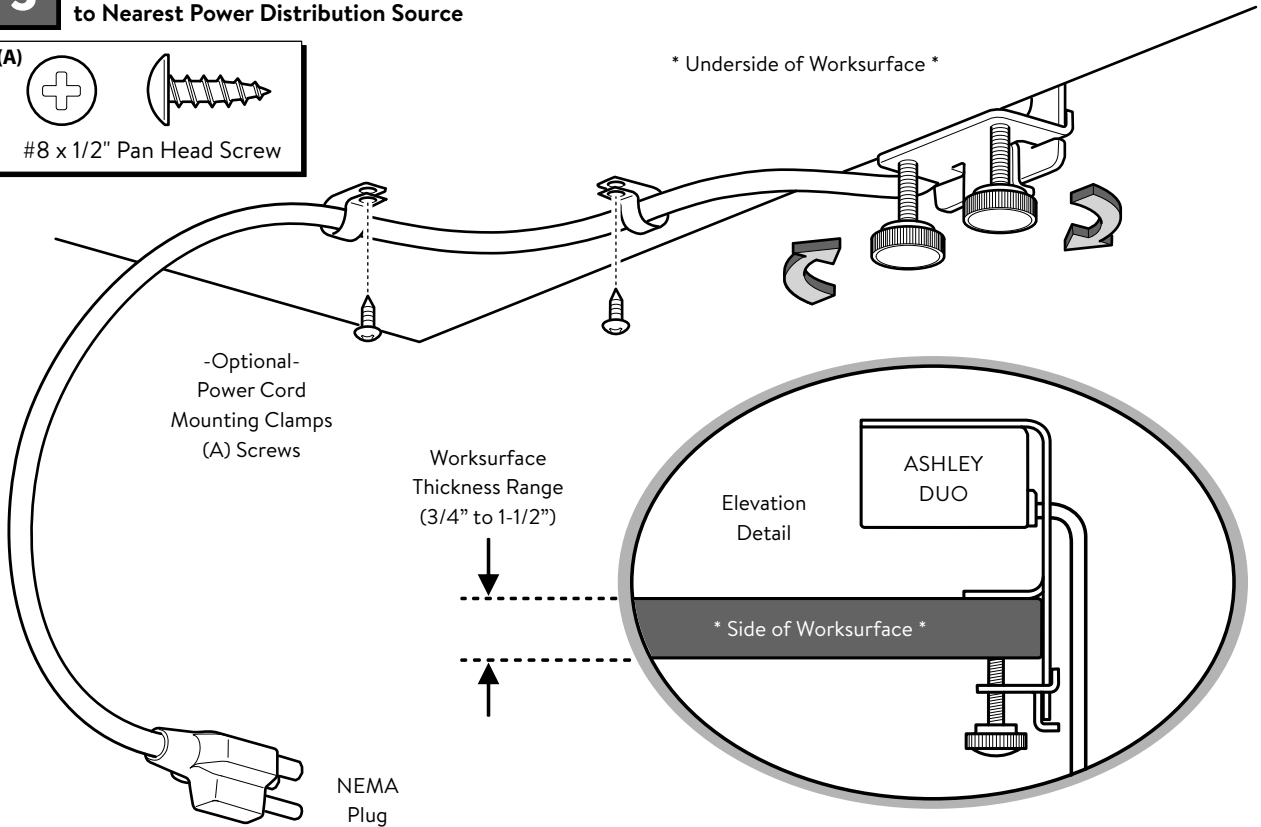 to Nearest Power Distribution Source
(A)
#8 x 1/2" Pan Head Screw
* Underside of Worksurface *
-Optional-
Power Cord
Mounting Clamps
(A) Screws
Worksurface
Thickness Range
(3/4” to 1-1/2”)
Elevation
Detail
ASHLEY
DUO
* Side of Worksurface *
NEMA
Plug